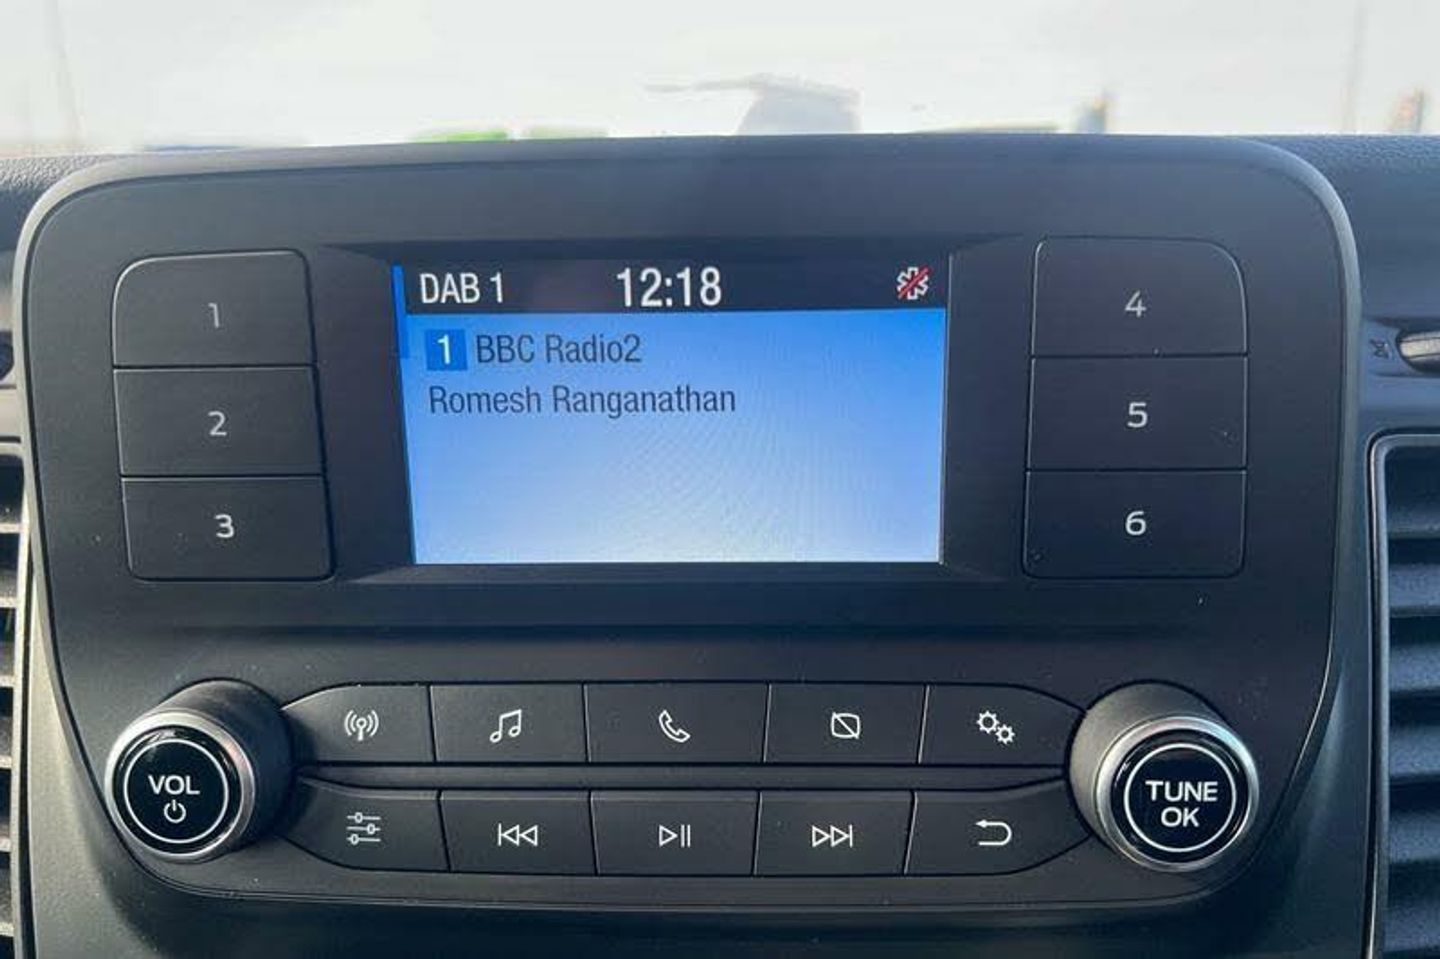 DAB 1 12:18
1 BBC Radio2
Romesh Ranganathan
1
2
3
4
5
6
VOL
TUNE
OK